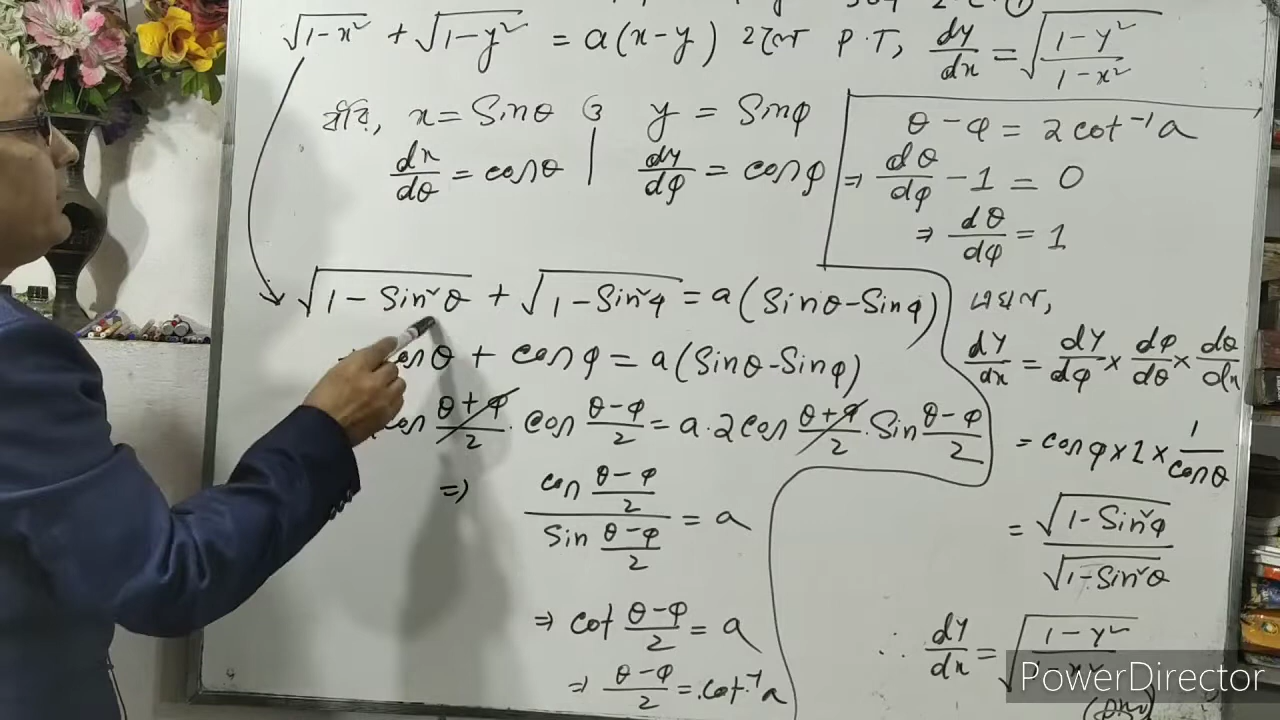 √(1-x²) + √(1-y²) = a(x-y) হলে P.T, dy/dx = √((1-y²)/(1-x²))
ধরি, x = Sinθ ও y = Sinφ
dx/dθ = cosθ | dy/dφ = cosφ
√(1-Sin²θ) + √(1-Sin²φ) = a(Sinθ-Sinφ)
cosθ + cosφ = a(Sinθ-Sinφ)
cos (θ+φ)/2 . cos (θ-φ)/2 = a.2cos (θ+φ)/2 . Sin (θ-φ)/2
⇒ (cos (θ-φ)/2)/(Sin (θ-φ)/2) = a
⇒ cot (θ-φ)/2 = a
⇒ (θ-φ)/2 = cot⁻¹a
θ-φ = 2cot⁻¹a
⇒ dθ/dφ - 1 = 0
⇒ dθ/dφ = 1
এখন,
dy/dx = dy/dφ × dφ/dθ × dθ/dx
= cosφ × 1 × 1/cosθ
= √(1-Sin²φ)/√(1-Sin²θ)
∴ dy/dx = √((1-y²)/(1-x²))
PowerDirector